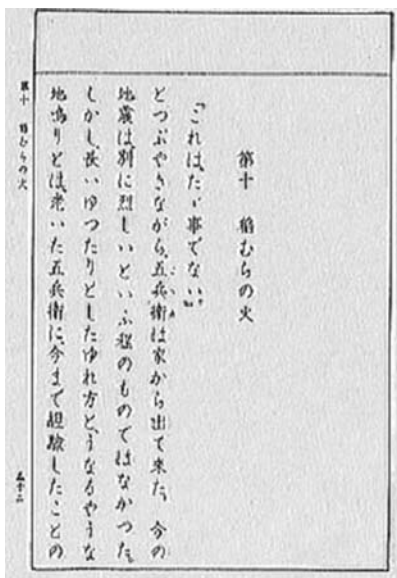 第十 稻むらの火
「これは、たゞ事でない。」
とつぶやきながら、五兵衞は家から出て來た。今の
地震は、別に烈しいといふ程のものではなかつた。
しかし、長いゆつたりとしたゆれ方と、うなるやうな
地鳴りとは、老いた五兵衞に、今まで經驗したことの
第十 稻むらの火
五十二